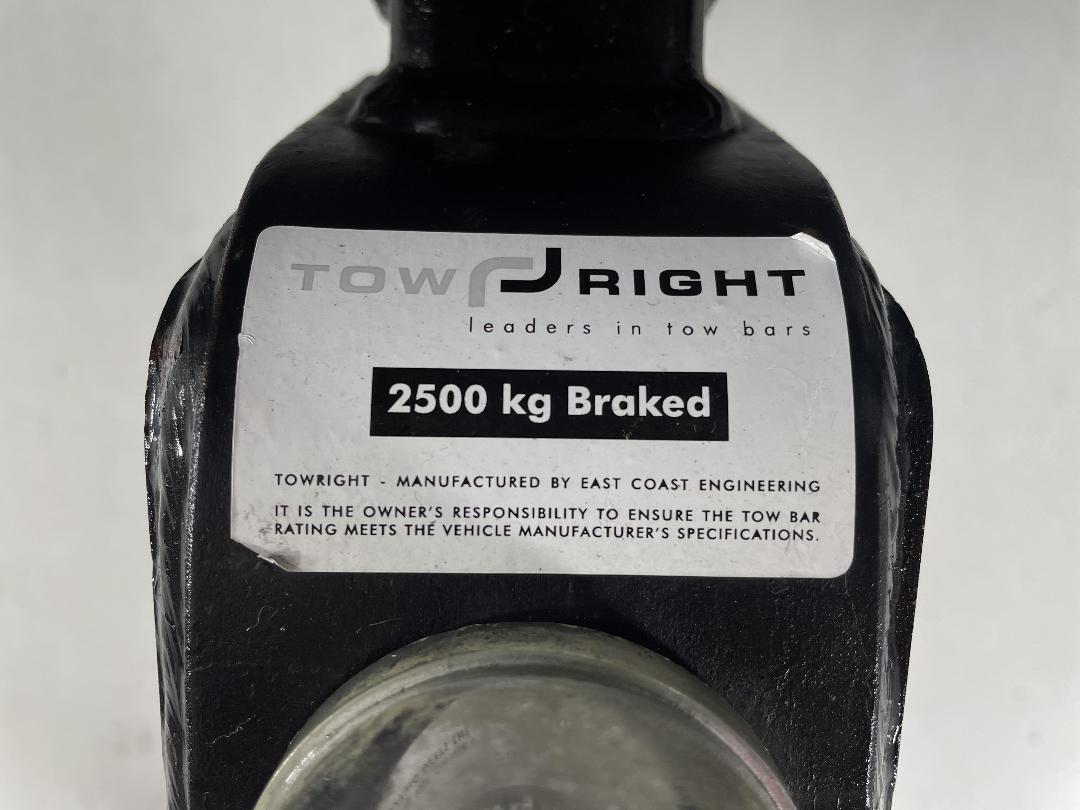 TOW RIGHT
leaders in tow bars
2500 kg Braked
TOWRIGHT - MANUFACTURED BY EAST COAST ENGINEERING
IT IS THE OWNER'S RESPONSIBILITY TO ENSURE THE TOW BAR
RATING MEETS THE VEHICLE MANUFACTURER'S SPECIFICATIONS.